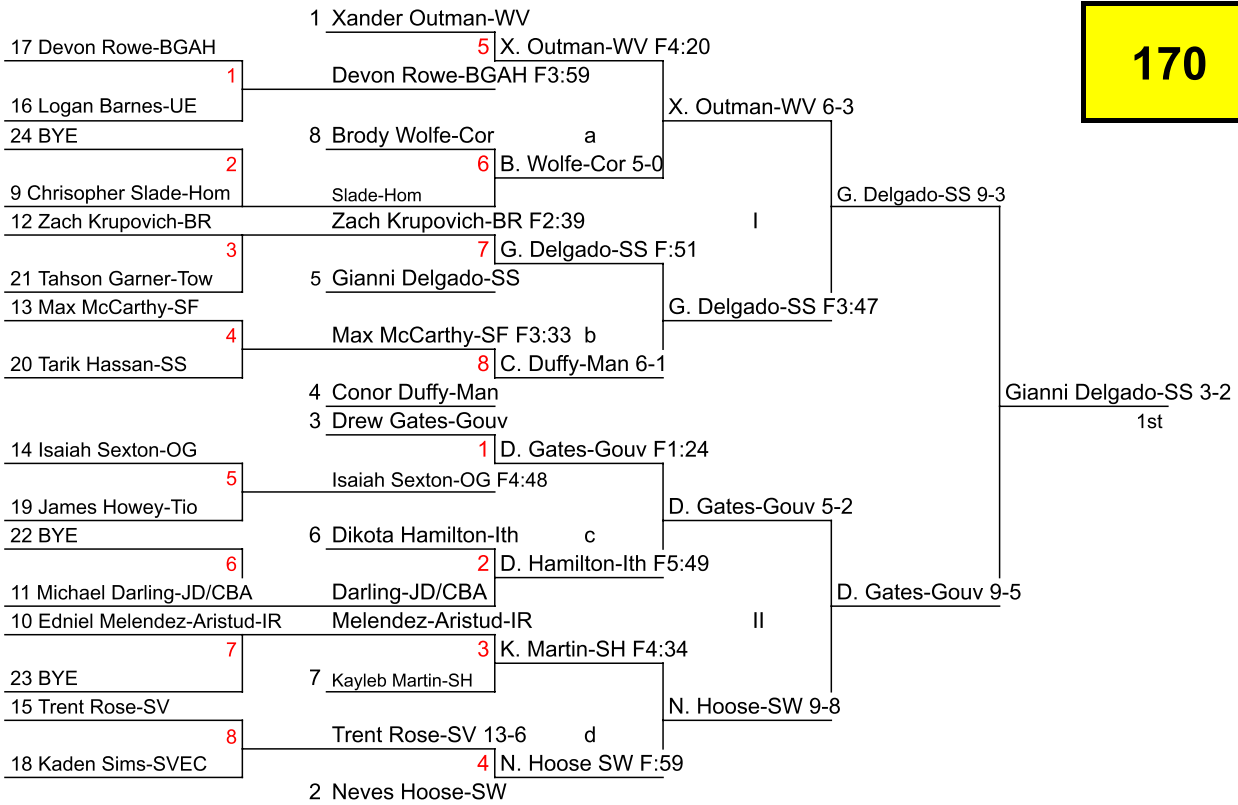 1 Xander Outman-WV
170
17 Devon Rowe-BGAH
5 X. Outman-WV F4:20
1 Devon Rowe-BGAH F3:59
16 Logan Barnes-UE
X. Outman-WV 6-3
24 BYE
8 Brody Wolfe-Cor a
2
6 B. Wolfe-Cor 5-0
9 Chrisopher Slade-Hom
Slade-Hom
G. Delgado-SS 9-3
12 Zach Krupovich-BR
Zach Krupovich-BR F2:39
I
3
7 G. Delgado-SS F:51
21 Tahson Garner-Tow
5 Gianni Delgado-SS
13 Max McCarthy-SF
G. Delgado-SS F3:47
4
Max McCarthy-SF F3:33 b
20 Tarik Hassan-SS
8 C. Duffy-Man 6-1
4 Conor Duffy-Man
Gianni Delgado-SS 3-2
3 Drew Gates-Gouv
1st
14 Isaiah Sexton-OG
1 D. Gates-Gouv F1:24
5
Isaiah Sexton-OG F4:48
19 James Howey-Tio
D. Gates-Gouv 5-2
22 BYE
6 Dikota Hamilton-Ith c
6
2 D. Hamilton-Ith F5:49
11 Michael Darling-JD/CBA
Darling-JD/CBA
D. Gates-Gouv 9-5
10 Edniel Melendez-Aristud-IR
Melendez-Aristud-IR
II
7
3 K. Martin-SH F4:34
23 BYE
7 Kayleb Martin-SH
15 Trent Rose-SV
N. Hoose-SW 9-8
8
Trent Rose-SV 13-6 d
18 Kaden Sims-SVEC
4 N. Hoose SW F:59
2 Neves Hoose-SW